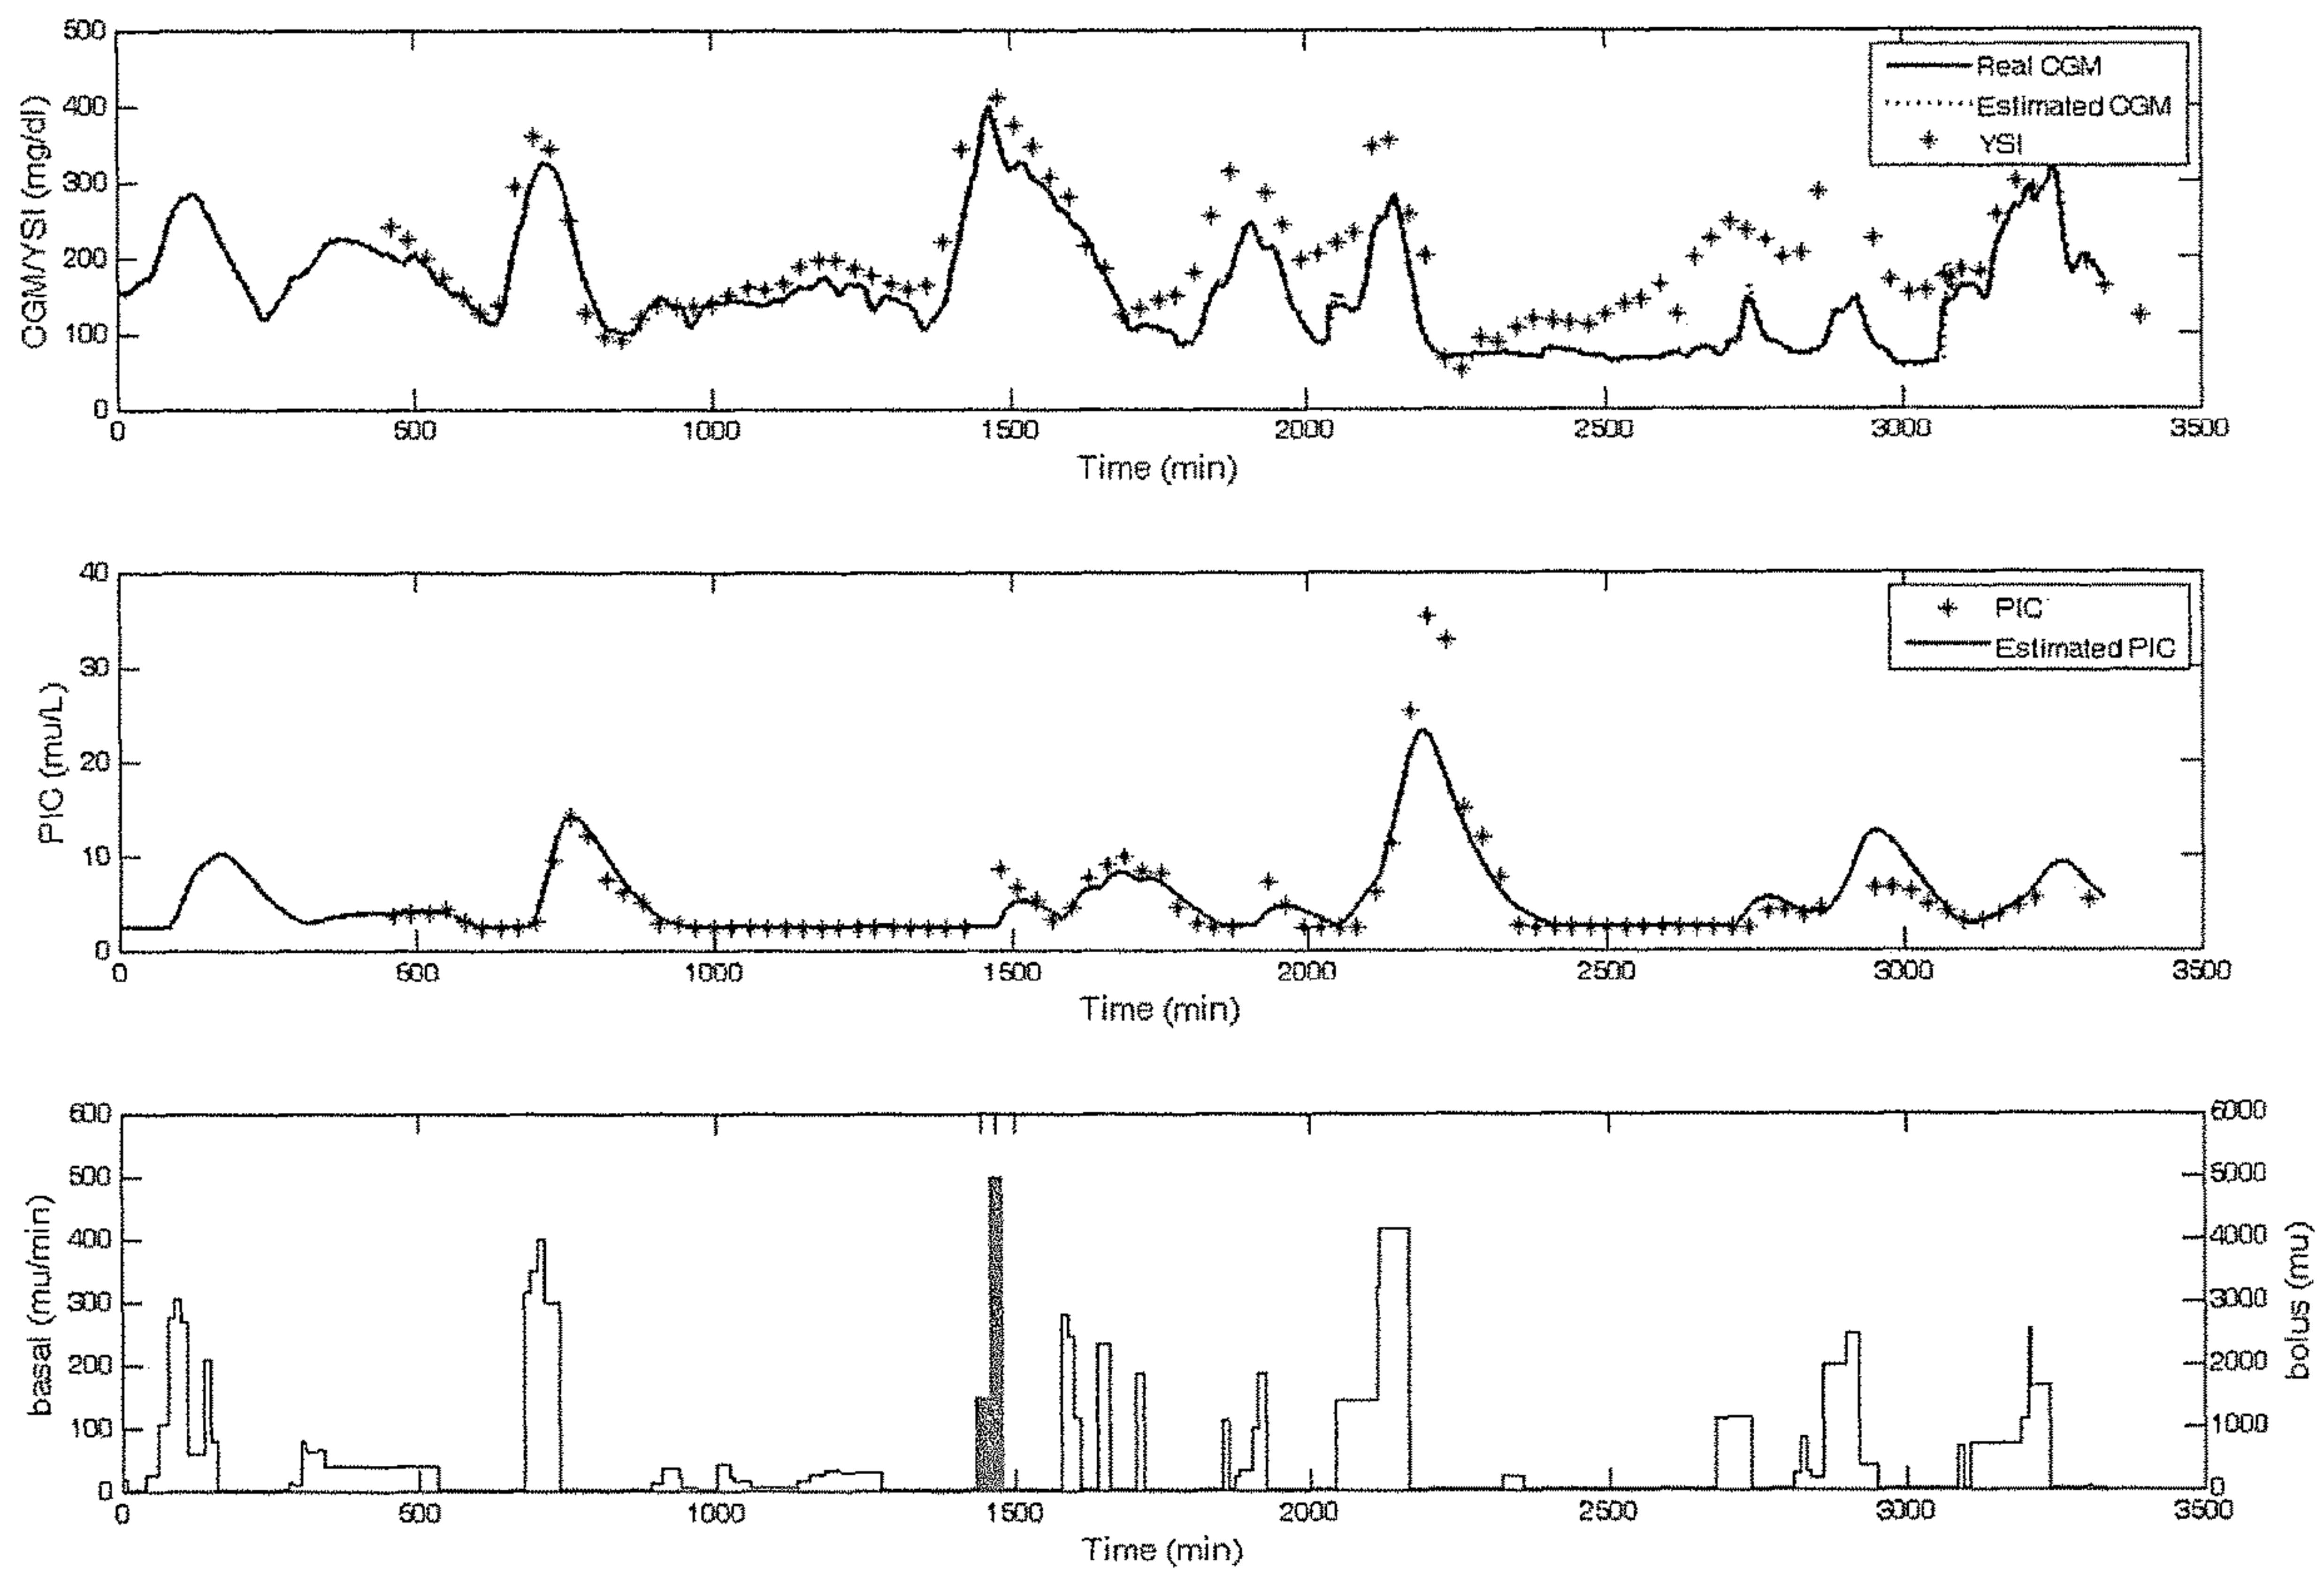 500
400
300
200
100
0
CGM/YSI (mg/dl)
Real CGM
Estimated CGM
YSI
0 500 1000 1500 2000 2500 3000 3500
Time (min)
40
30
20
10
0
PIC (mu/L)
PIC
Estimated PIC
0 500 1000 1500 2000 2500 3000 3500
Time (min)
600
500
400
300
200
100
0
basal (mu/min)
6000
5000
4000
3000
2000
1000
0
bolus (mu)
0 500 1000 1500 2000 2500 3000 3500
Time (min)